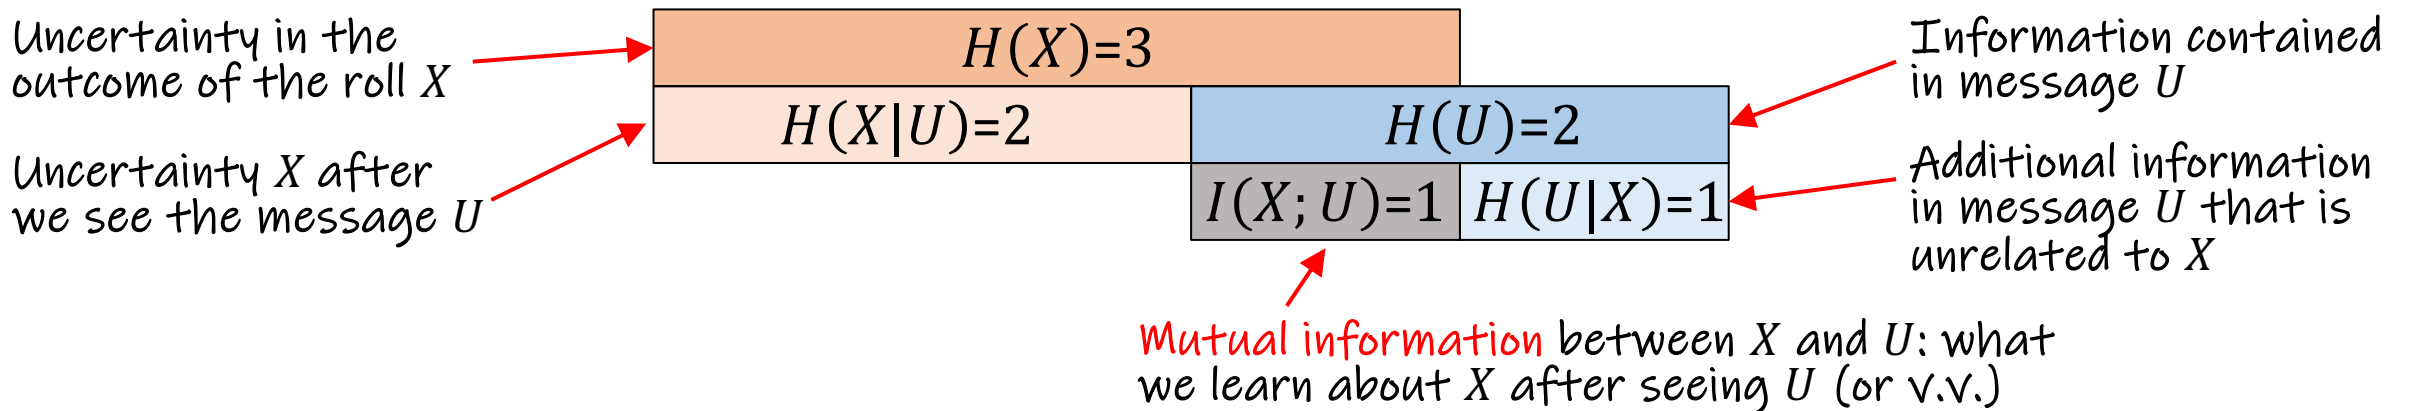 Uncertainty in the
outcome of the roll X
Uncertainty X after
we see the message U
H(X)=3
H(X|U)=2
H(U)=2
I(X; U)=1
H(U|X)=1
Information contained
in message U
Additional information
in message U that is
unrelated to X
Mutual information between X and U: what
we learn about X after seeing U (or v.v.)